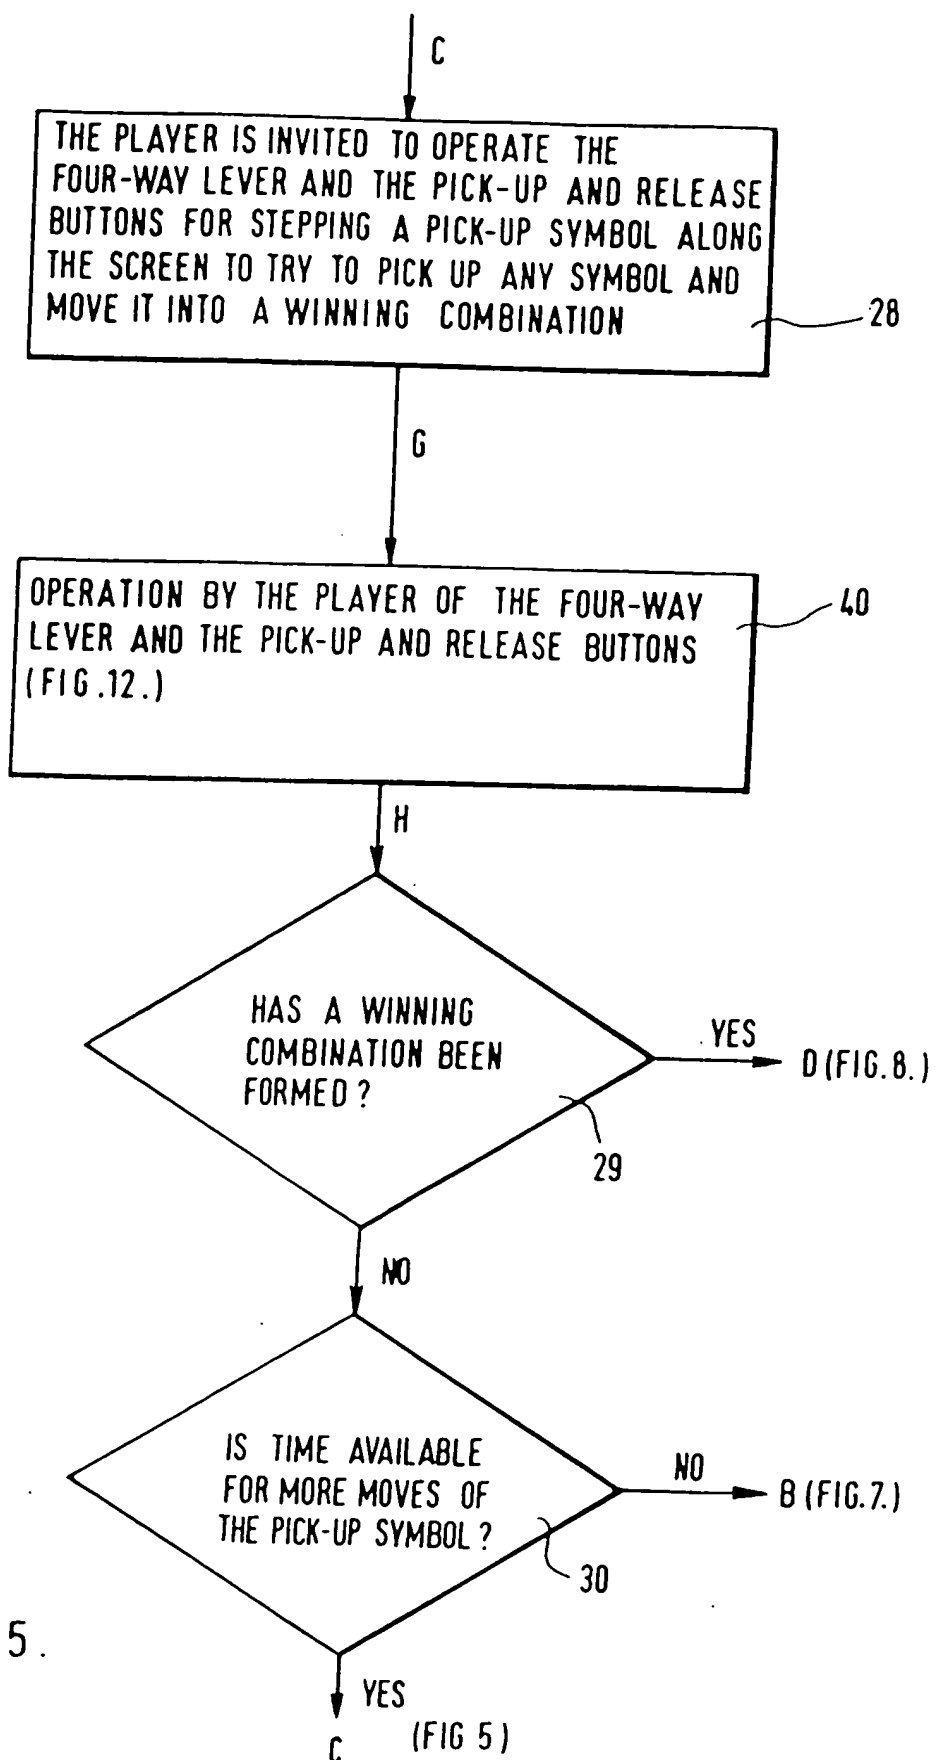 C
THE PLAYER IS INVITED TO OPERATE THE
FOUR-WAY LEVER AND THE PICK-UP AND RELEASE
BUTTONS FOR STEPPING A PICK-UP SYMBOL ALONG
THE SCREEN TO TRY TO PICK UP ANY SYMBOL AND
MOVE IT INTO A WINNING COMBINATION
28
G
OPERATION BY THE PLAYER OF THE FOUR-WAY
LEVER AND THE PICK-UP AND RELEASE BUTTONS
(FIG.12.)
40
H
HAS A WINNING
COMBINATION BEEN
FORMED?
YES
D (FIG.8.)
29
NO
IS TIME AVAILABLE
FOR MORE MOVES OF
THE PICK-UP SYMBOL?
NO
B (FIG.7.)
30
5.
YES
C (FIG 5)